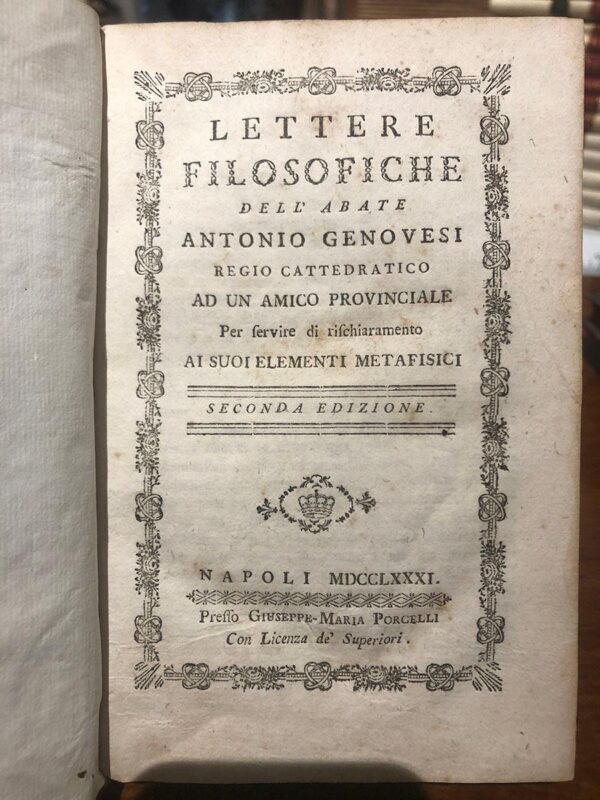 LETTERE
FILOSOFICHE
DELL' ABATE
ANTONIO GENOVESI
REGIO CATTEDRATICO
AD UN AMICO PROVINCIALE
Per ſervire di riſchiaramento
AI SUOI ELEMENTI METAFISICI
SECONDA EDIZIONE.
NAPOLI MDCCLXXXI.
Preſſo GIUSEPPE-MARIA PORCELLI
Con Licenza de' Superiori.